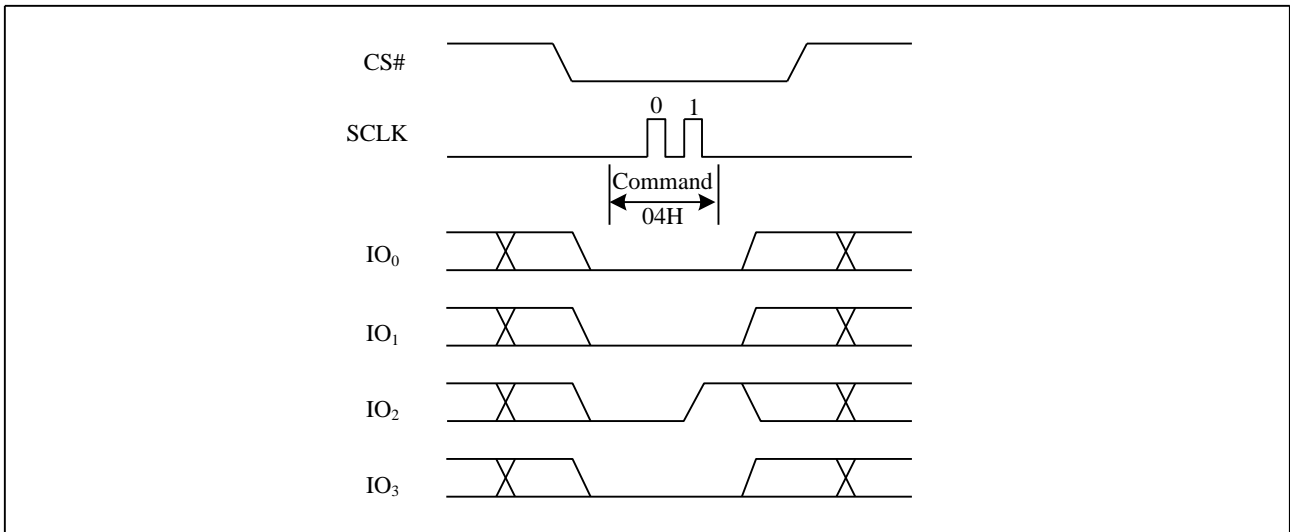 CS#
0 1
SCLK
Command
04H
IO₀
IO₁
IO₂
IO₃